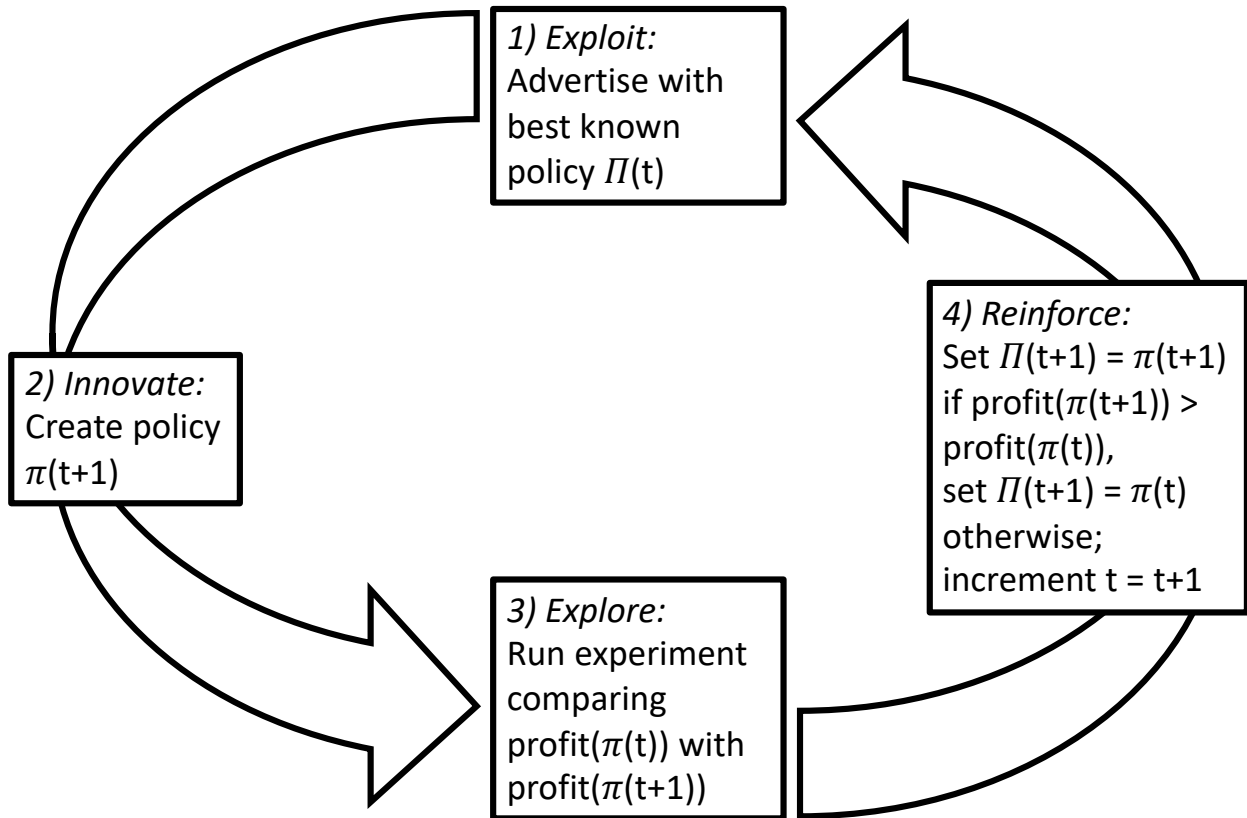 1) Exploit:
Advertise with
best known
policy 𝛱(t)
2) Innovate:
Create policy
𝜋(t+1)
3) Explore:
Run experiment
comparing
profit(𝜋(t)) with
profit(𝜋(t+1))
4) Reinforce:
Set 𝛱(t+1) = 𝜋(t+1)
if profit(𝜋(t+1)) >
profit(𝜋(t)),
set 𝛱(t+1) = 𝜋(t)
otherwise;
increment t = t+1